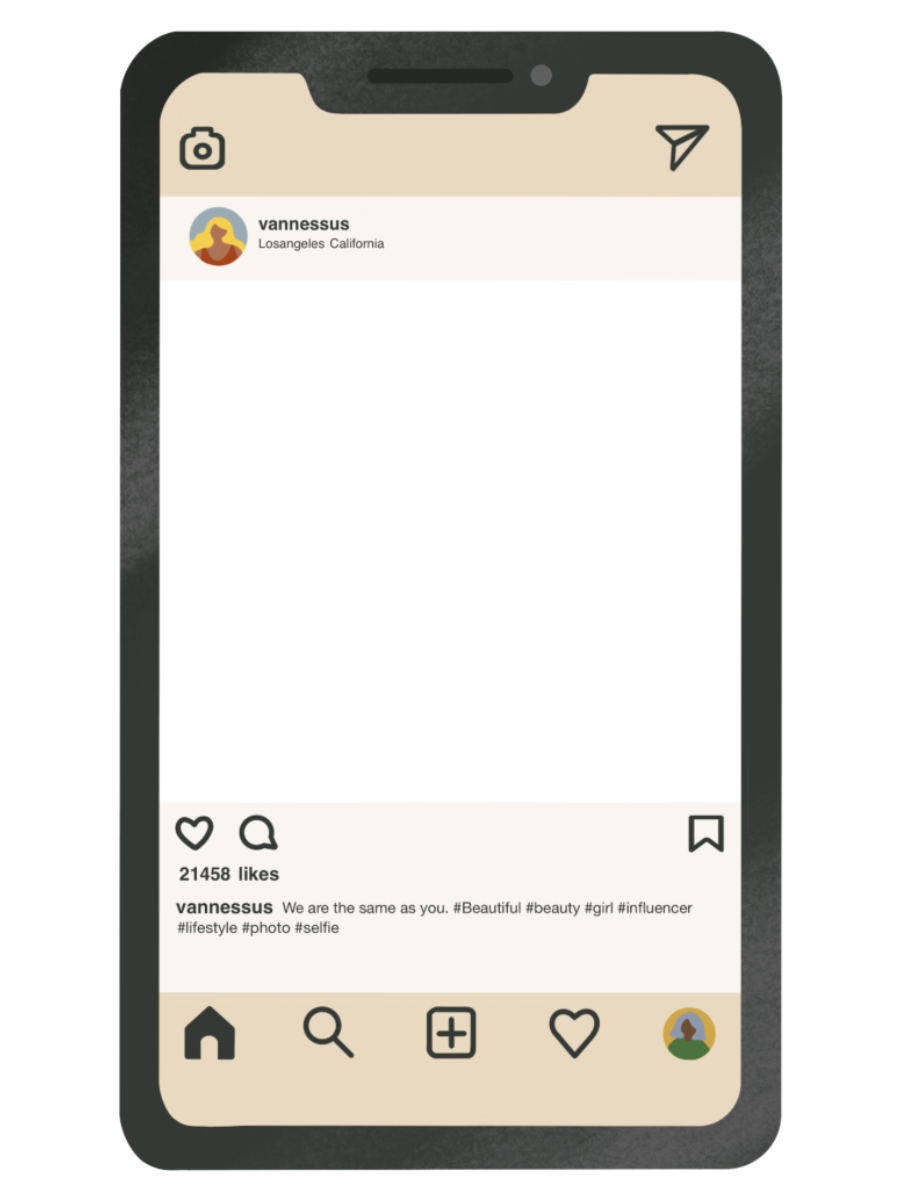 vannessus
Losangeles California
21458 likes
vannessus We are the same as you. #Beautiful #beauty #girl #influencer
#lifestyle #photo #selfie